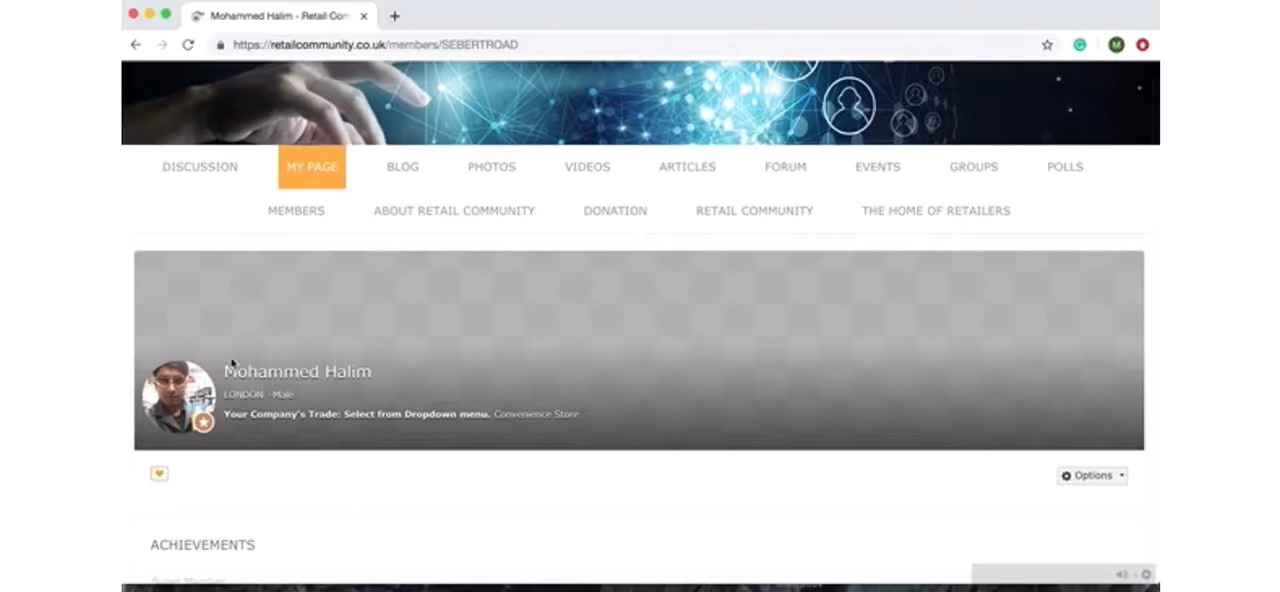 Mohammed Halim - Retail Com
https://retailcommunity.co.uk/members/SEBERTROAD
M
DISCUSSION MY PAGE BLOG PHOTOS VIDEOS ARTICLES FORUM EVENTS GROUPS POLLS
MEMBERS ABOUT RETAIL COMMUNITY DONATION RETAIL COMMUNITY THE HOME OF RETAILERS
Mohammed Halim
LONDON - Male
Your Company's Trade: Select from Dropdown menu. Convenience Store
Options
ACHIEVEMENTS